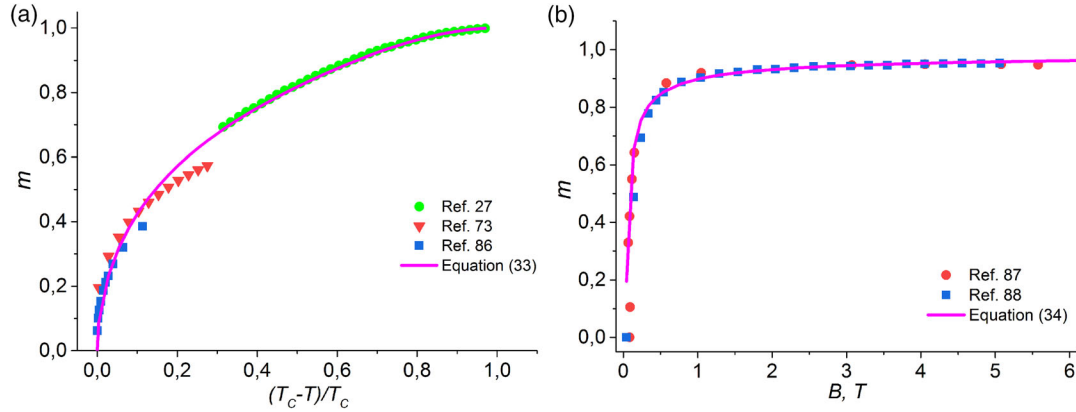 (a)
1,0
0,8
0,6
0,4
0,2
0,0
m
0,0 0,2 0,4 0,6 0,8 1,0
(T_C-T)/T_C
Ref. 27
Ref. 73
Ref. 86
Equation (33)
(b)
1,0
0,8
0,6
0,4
0,2
0,0
m
0 1 2 3 4 5 6
B, T
Ref. 87
Ref. 88
Equation (34)